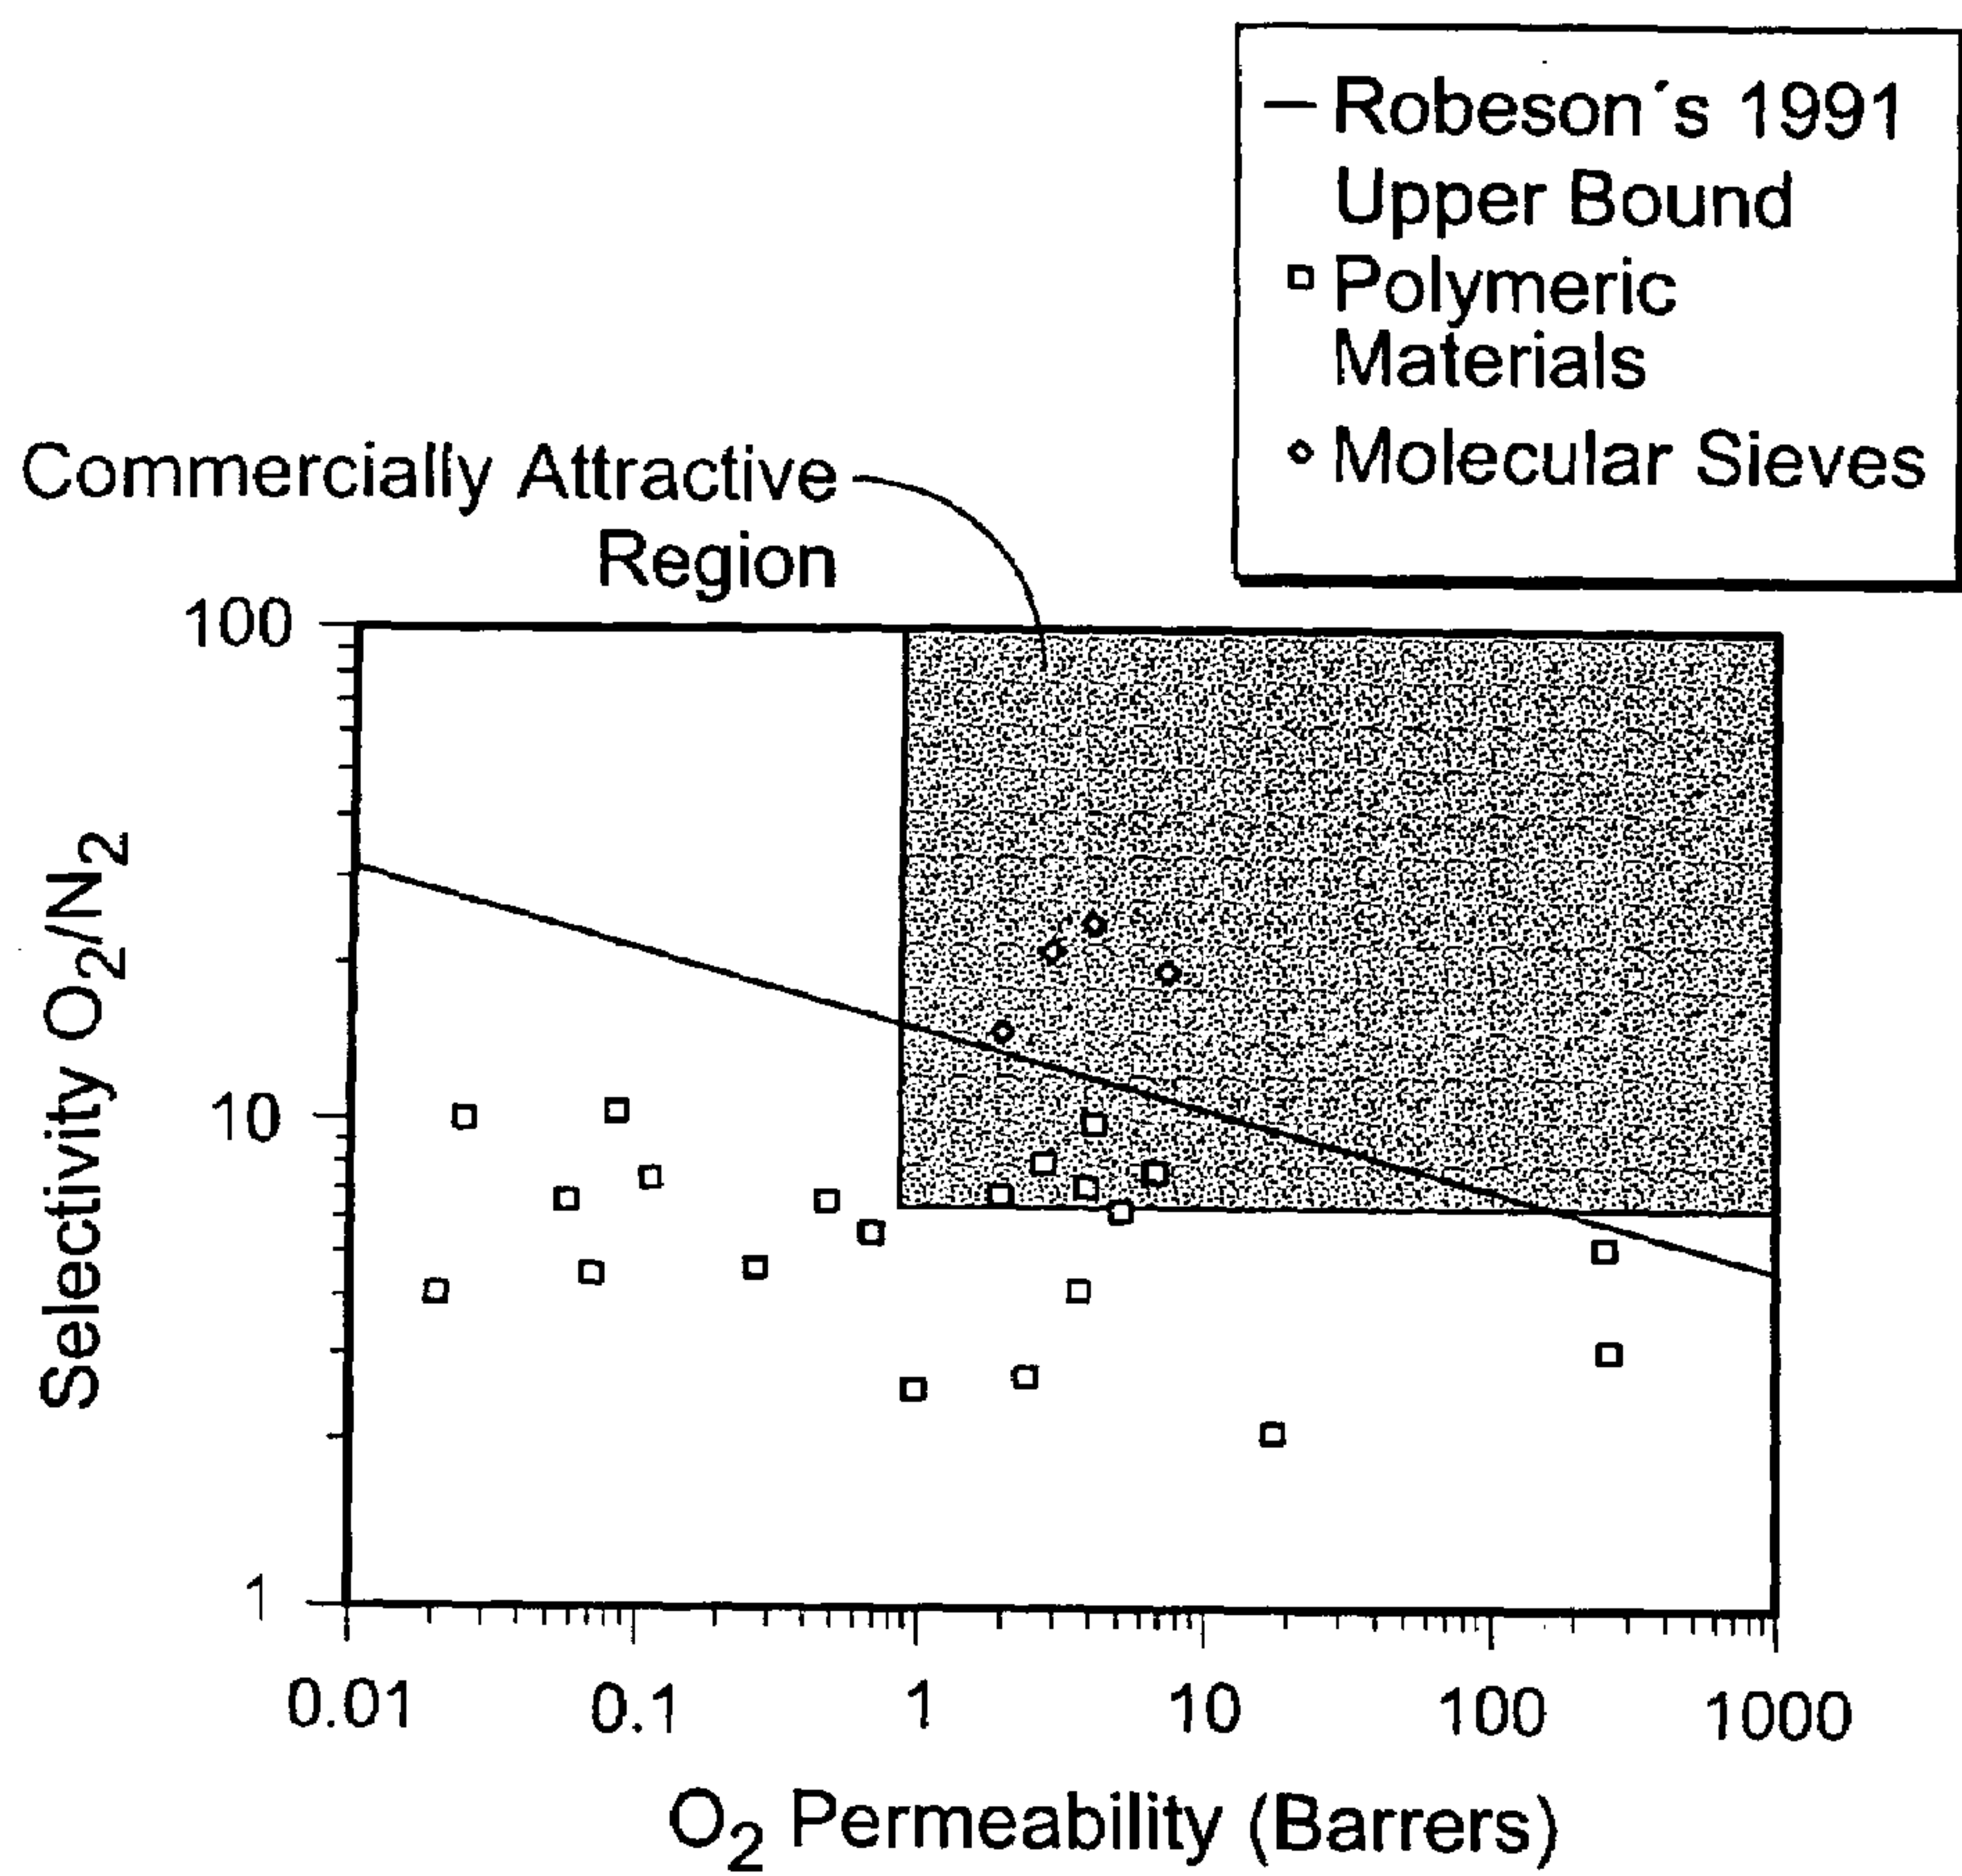 Robeson´s 1991
Upper Bound
Polymeric
Materials
Molecular Sieves
Commercially Attractive
Region
100
10
1
Selectivity O₂/N₂
0.01 0.1 1 10 100 1000
O₂ Permeability (Barrers)